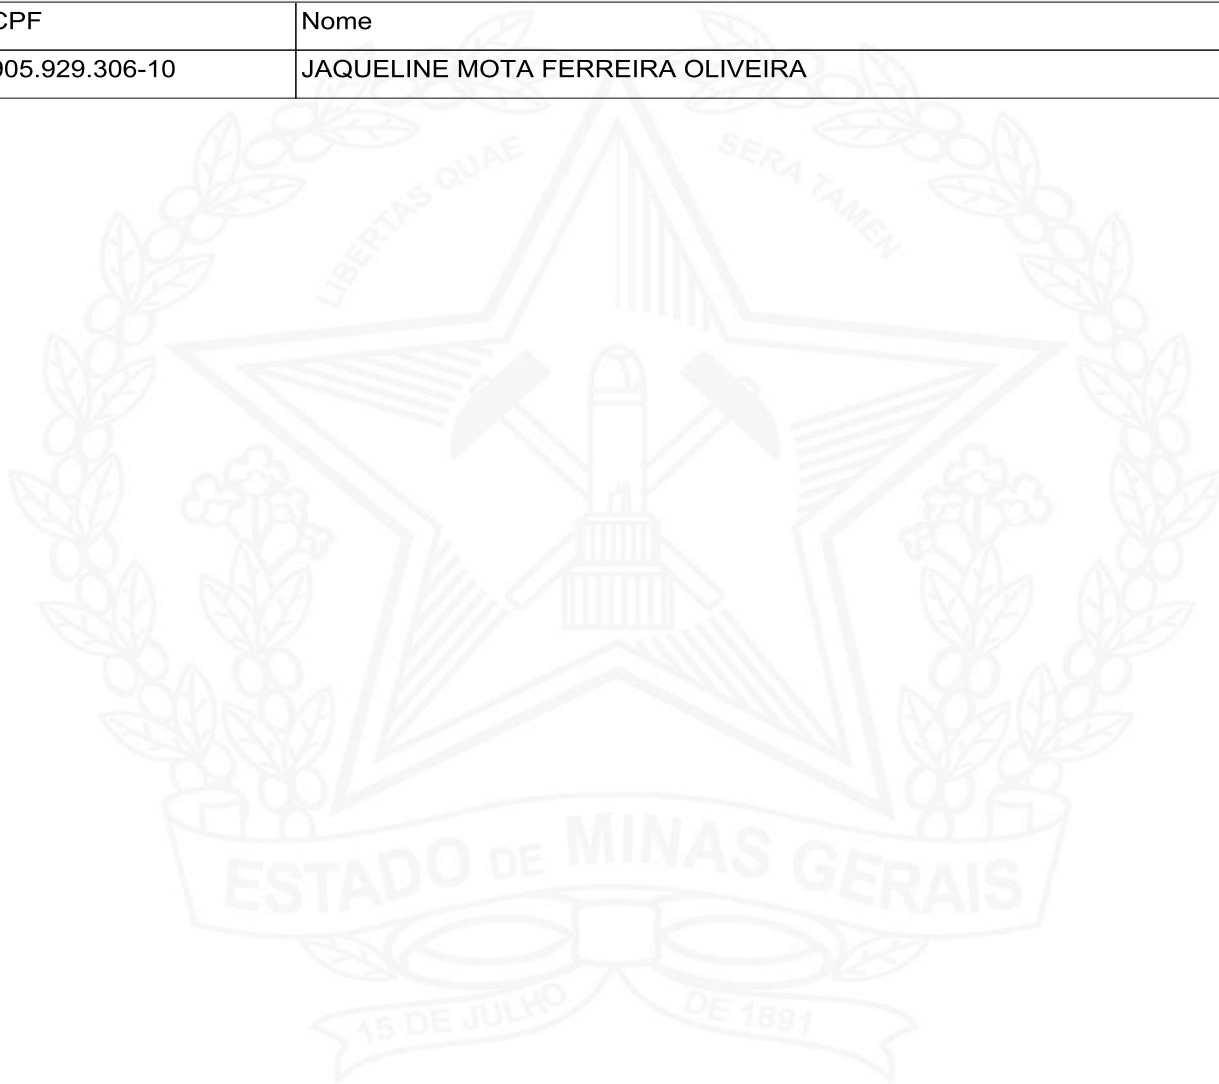 CPF Nome
905.929.306-10 JAQUELINE MOTA FERREIRA OLIVEIRA
LIBERTAS QUAE SERA TAMEN
ESTADO DE MINAS GERAIS
15 DE JULHO DE 1891